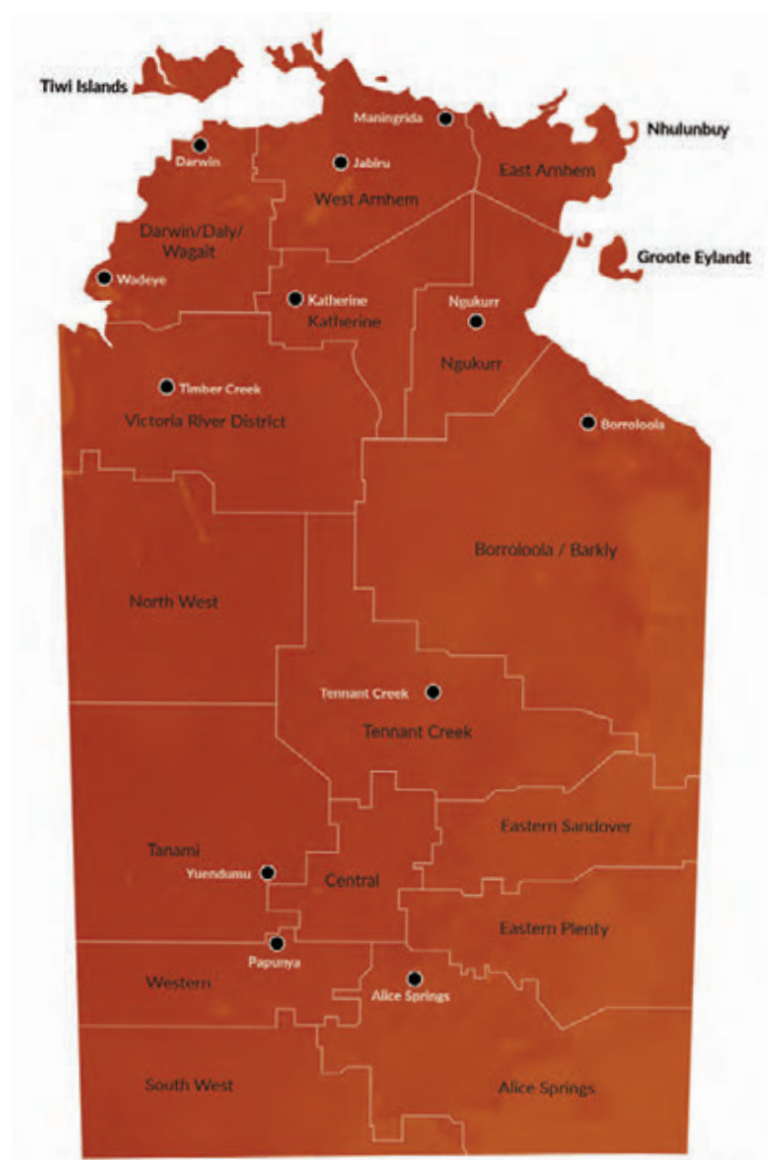 Tiwi Islands
Maningrida
Nhulunbuy
Darwin
Jabiru
East Arnhem
West Arnhem
Darwin/Daly/
Wagait
Groote Eylandt
Wadeye
Katherine
Katherine
Ngukurr
Ngukurr
Timber Creek
Victoria River District
Borroloola
Borroloola / Barkly
North West
Tennant Creek
Tennant Creek
Eastern Sandover
Tanami
Yuendumu
Central
Eastern Plenty
Papunya
Western
Alice Springs
South West
Alice Springs